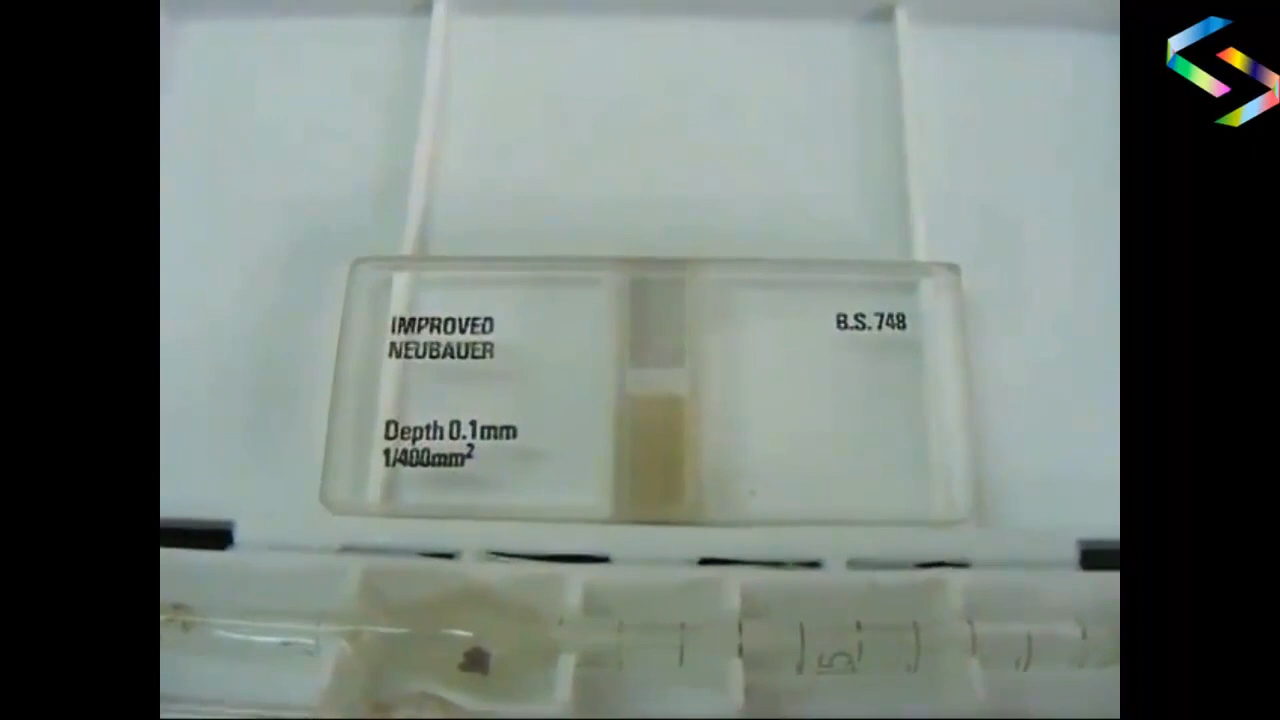 IMPROVED
NEUBAUER
B.S. 748
Depth 0.1mm
1/400mm²
5